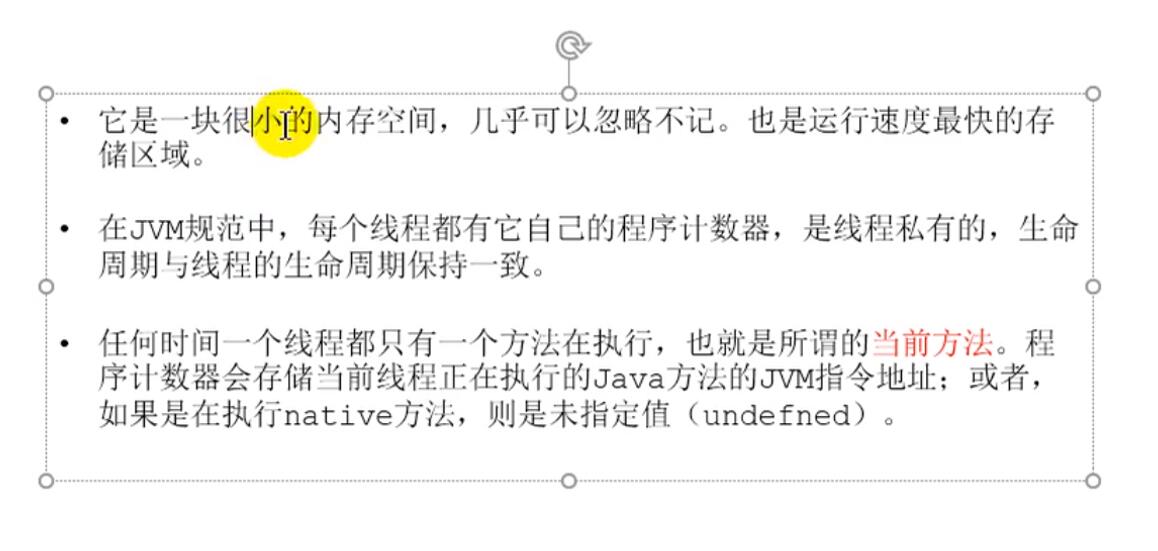 • 它是一块很小的内存空间，几乎可以忽略不记。也是运行速度最快的存
储区域。
• 在JVM规范中，每个线程都有它自己的程序计数器，是线程私有的，生命
周期与线程的生命周期保持一致。
• 任何时间一个线程都只有一个方法在执行，也就是所谓的当前方法。程
序计数器会存储当前线程正在执行的Java方法的JVM指令地址；或者，
如果是在执行native方法，则是未指定值（undefned）。